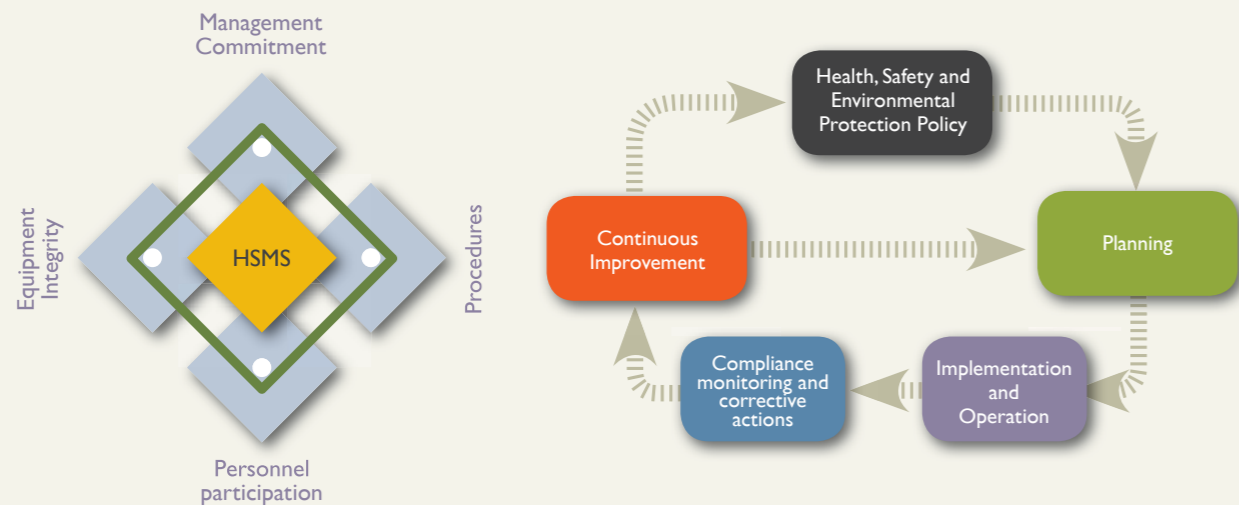 Management
Commitment
Equipment
Integrity
HSMS
Procedures
Personnel
participation
Health, Safety and
Environmental
Protection Policy
Continuous
Improvement
Planning
Compliance
monitoring and
corrective
actions
Implementation
and
Operation